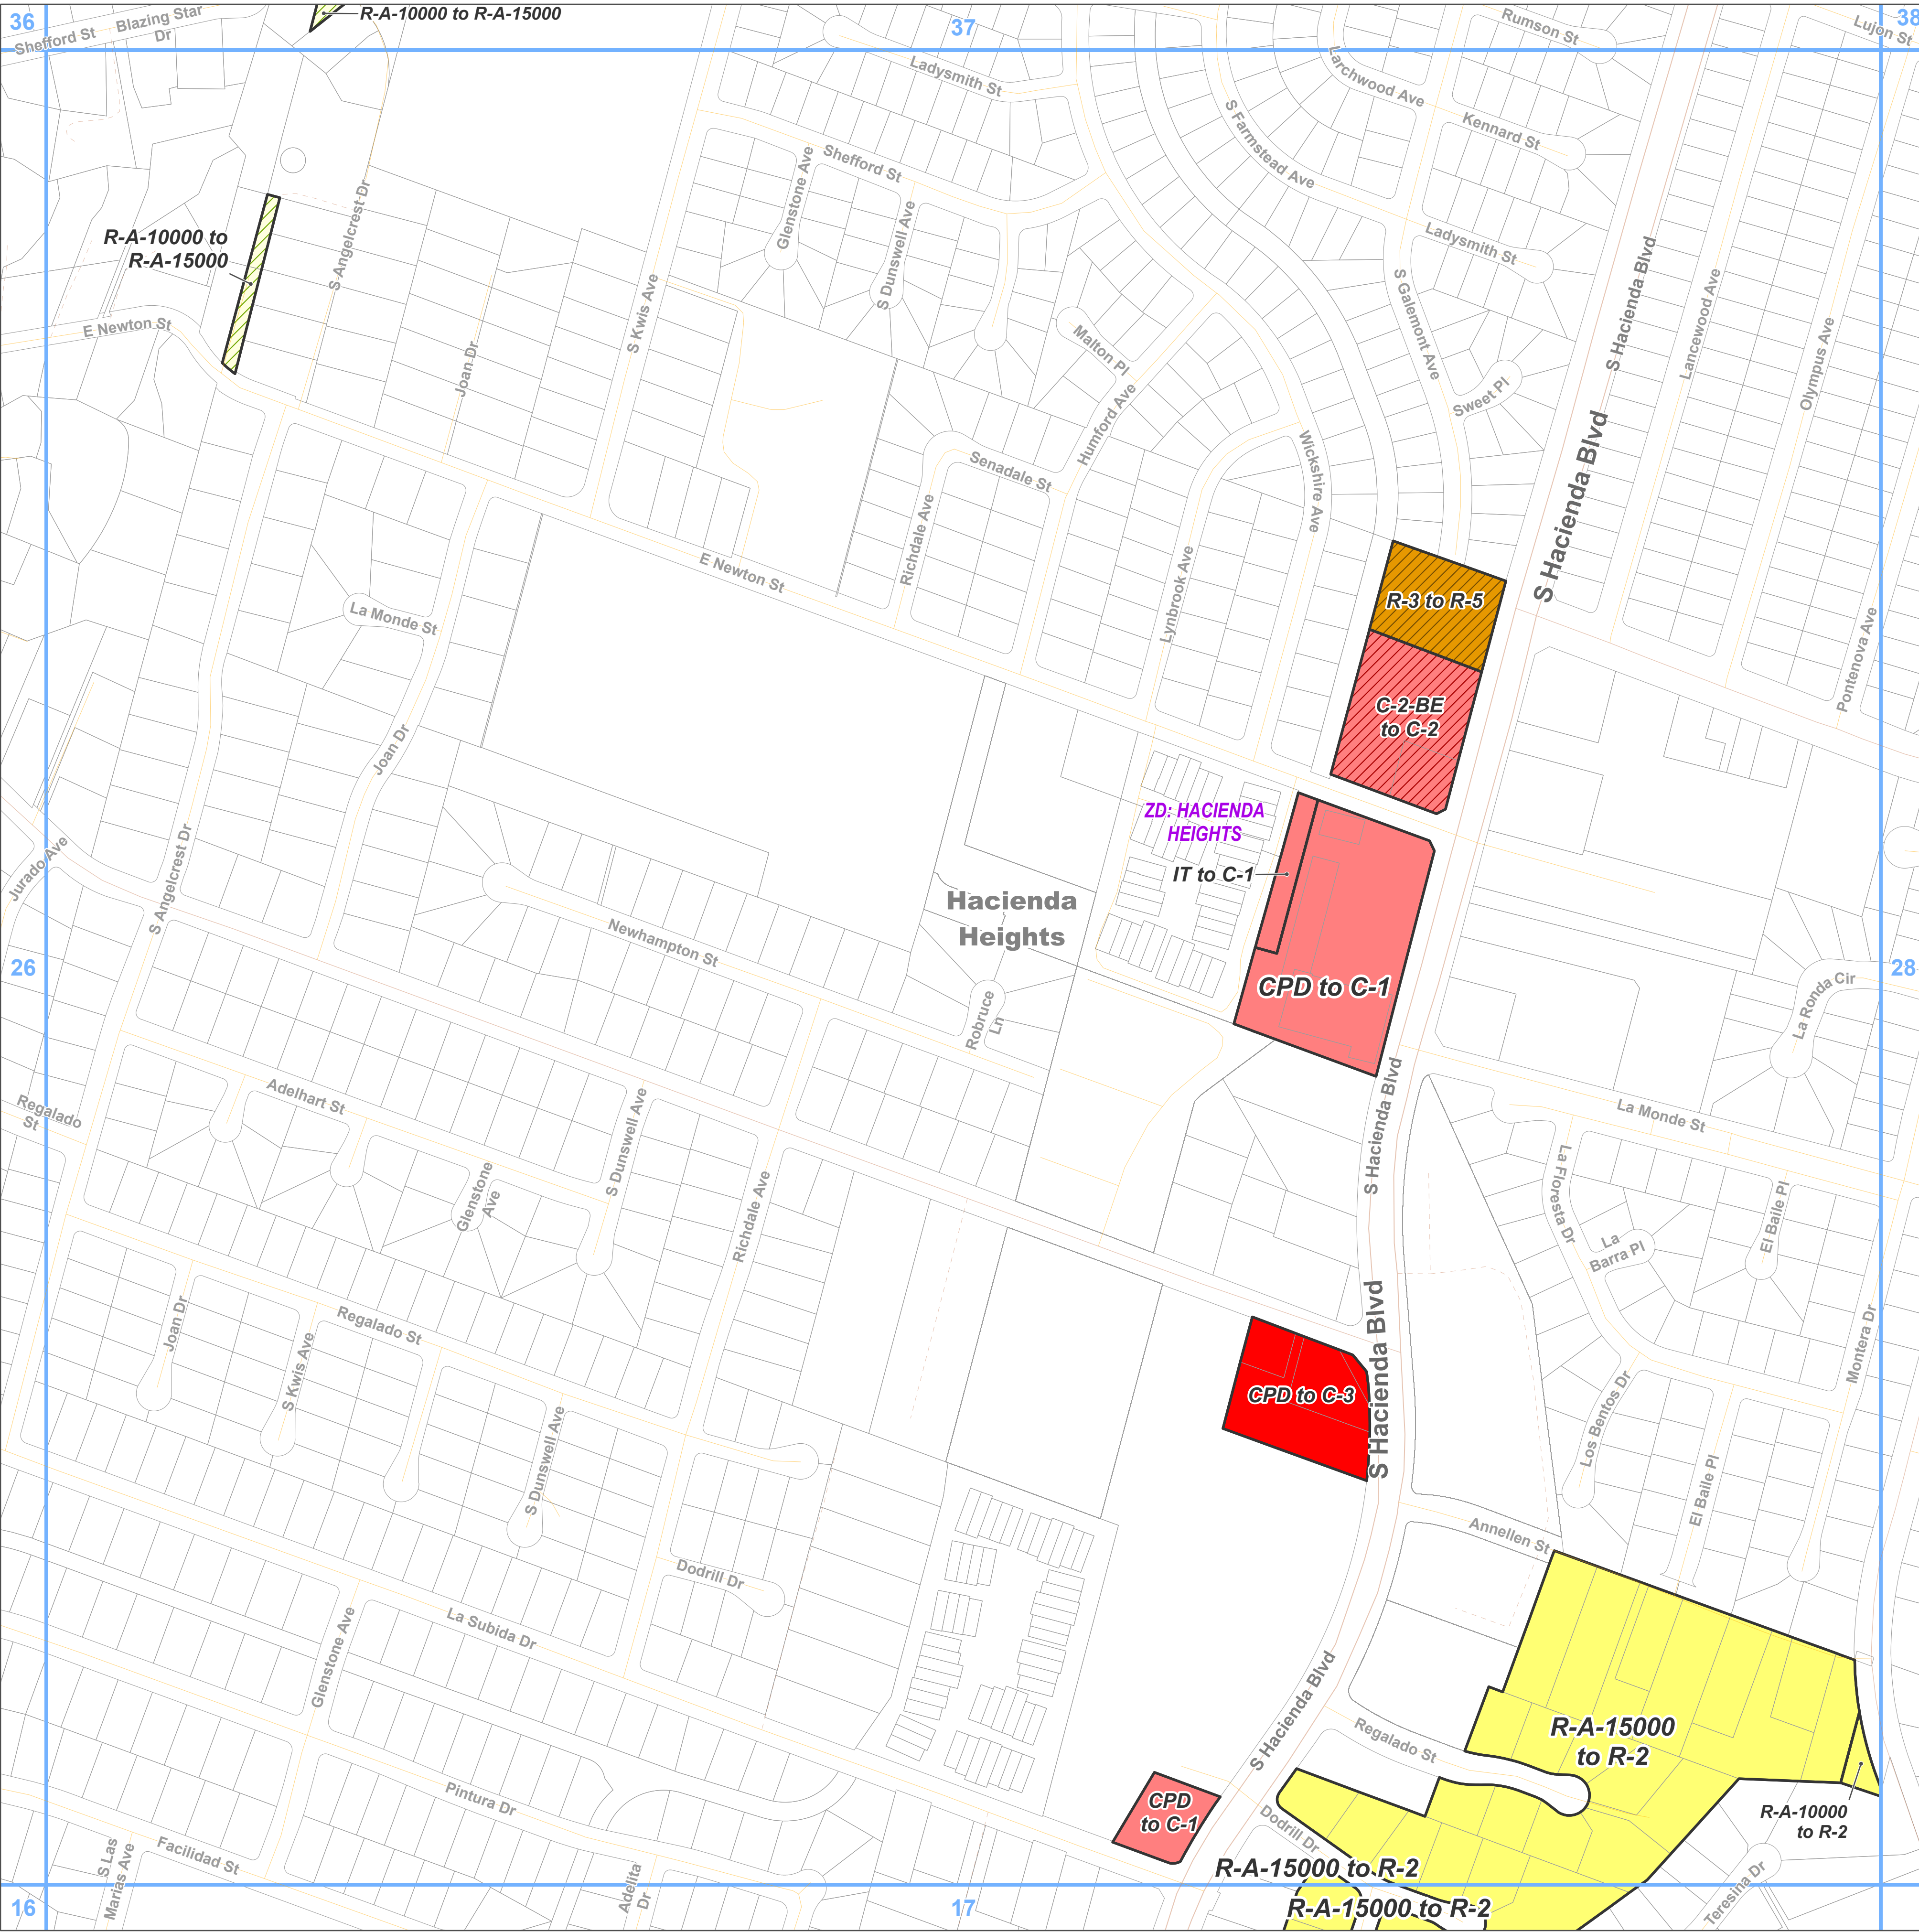 36
Shefford St
Blazing Star
Dr
R-A-10000 to R-A-15000
37
38
Ladysmith St
Rumson St
Lujon St
Larchwood Ave
Kennard St
S Farmstead Ave
Shefford St
Glenstone Ave
S Dunswell Ave
Ladysmith St
S Hacienda Blvd
R-A-10000 to
R-A-15000
S Angelcrest Dr
E Newton St
Joan Dr
S Kwis Ave
Malton Pl
Humford Ave
S Galemont Ave
Sweet Pl
Lancewood Ave
Olympus Ave
S Hacienda Blvd
Senadale St
Richdale Ave
Wickshire Ave
E Newton St
Lynbrook Ave
La Monde St
Joan Dr
R-3 to R-5
C-2-BE
to C-2
Pontenova Ave
ZD: HACIENDA
HEIGHTS
IT to C-1
Jurado Ave
S Angelcrest Dr
Hacienda
Heights
Newhampton St
26
28
CPD to C-1
Robruce
Ln
La Ronda Cir
Regalado
St
Adelhart St
S Dunswell Ave
Glenstone
Ave
Richdale Ave
S Hacienda Blvd
La Monde St
La Floresta Dr
La
Barra Pl
El Baile Pl
Joan Dr
S Kwis Ave
Regalado St
S Dunswell Ave
CPD to C-3
S Hacienda Blvd
Los Bentos Dr
El Baile Pl
Montera Dr
Annellen St
Dodrill Dr
La Subida Dr
Glenstone Ave
S Hacienda Blvd
Regalado St
R-A-15000
to R-2
R-A-10000
to R-2
Pintura Dr
CPD
to C-1
Dodrill Dr
Facilidad St
S Las
Marias Ave
Adelita
Dr
R-A-15000 to R-2
Teresina Dr
16
17
R-A-15000 to R-2